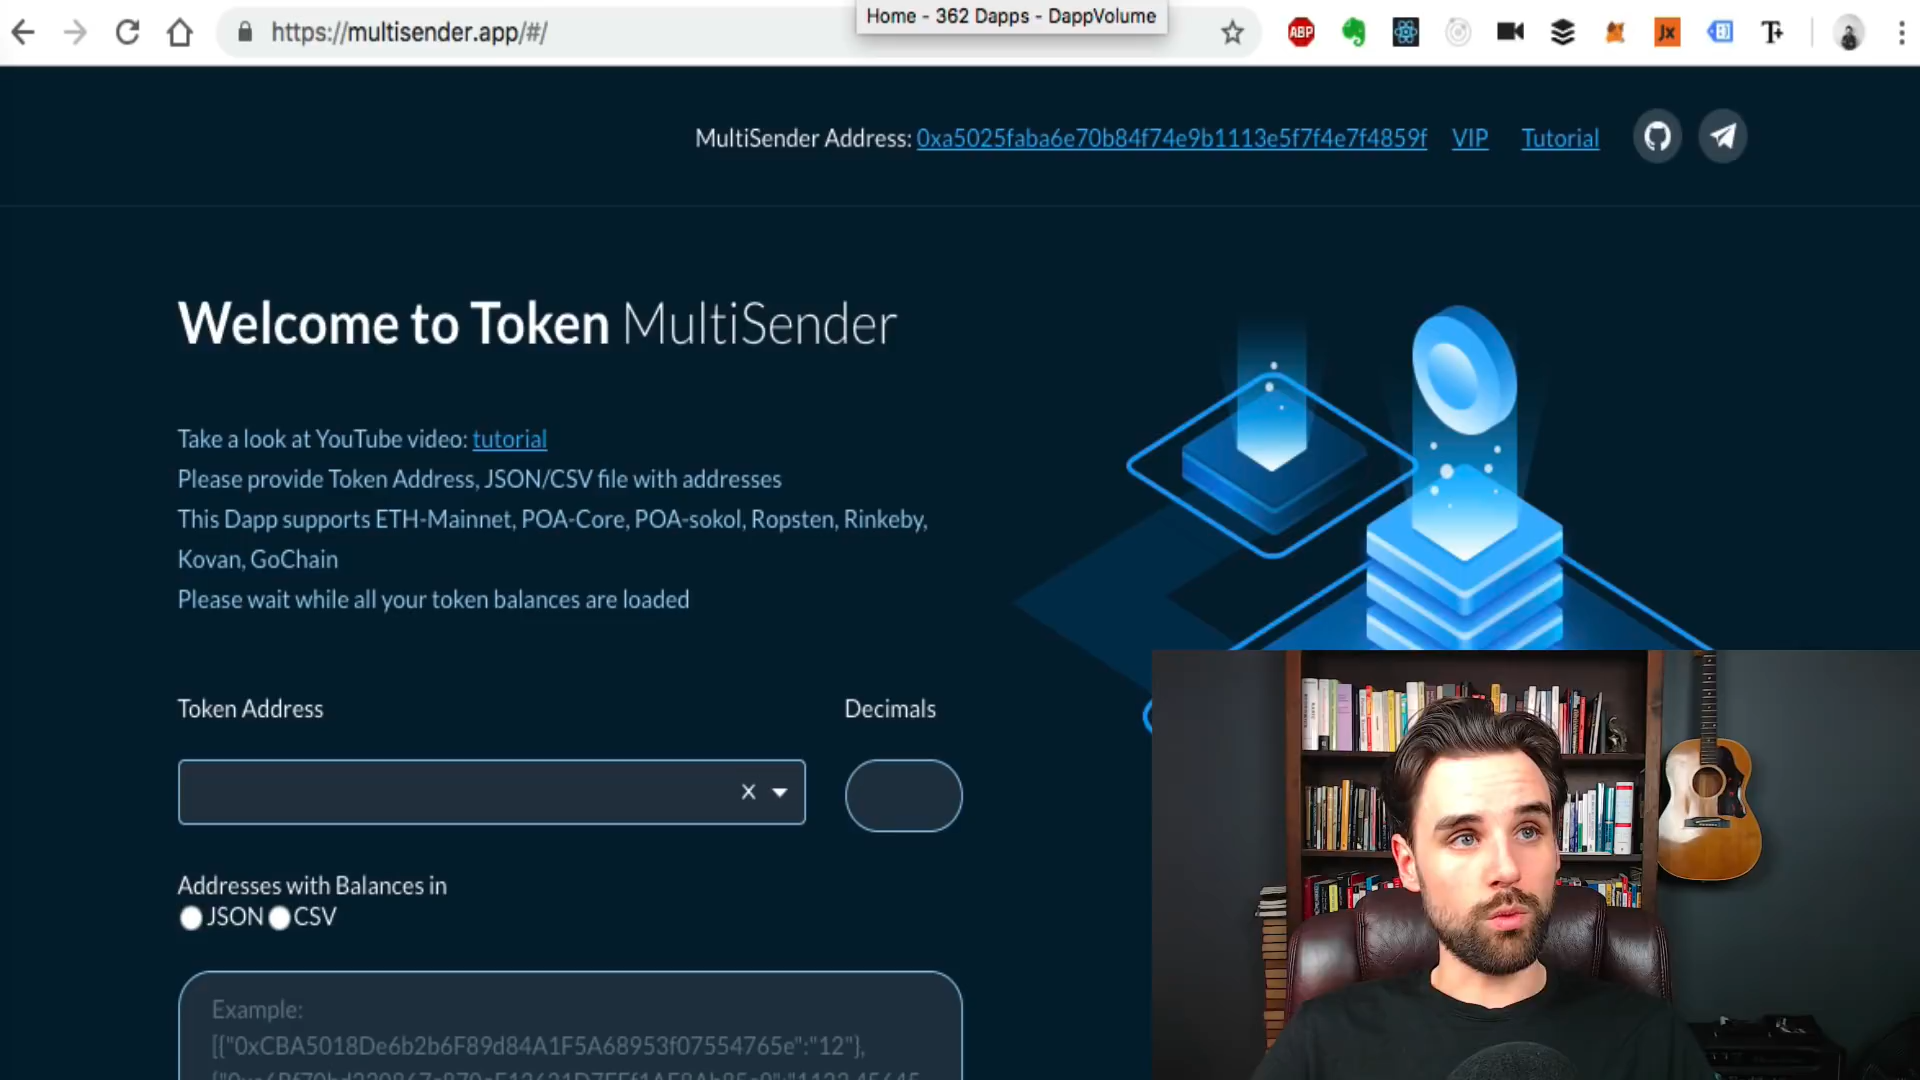 Home - 362 Dapps - DappVolume
https://multisender.app/#/
ABP
Jx
MultiSender Address: 0xa5025faba6e70b84f74e9b1113e5f7f4e7f4859f VIP Tutorial
Welcome to Token MultiSender
Take a look at YouTube video: tutorial
Please provide Token Address, JSON/CSV file with addresses
This Dapp supports ETH-Mainnet, POA-Core, POA-sokol, Ropsten, Rinkeby,
Kovan, GoChain
Please wait while all your token balances are loaded
Token Address
Decimals
Addresses with Balances in
JSON CSV
Example:
[{"0xCBA5018De6b2b6F89d84A1F5A68953f07554765e":"12"},